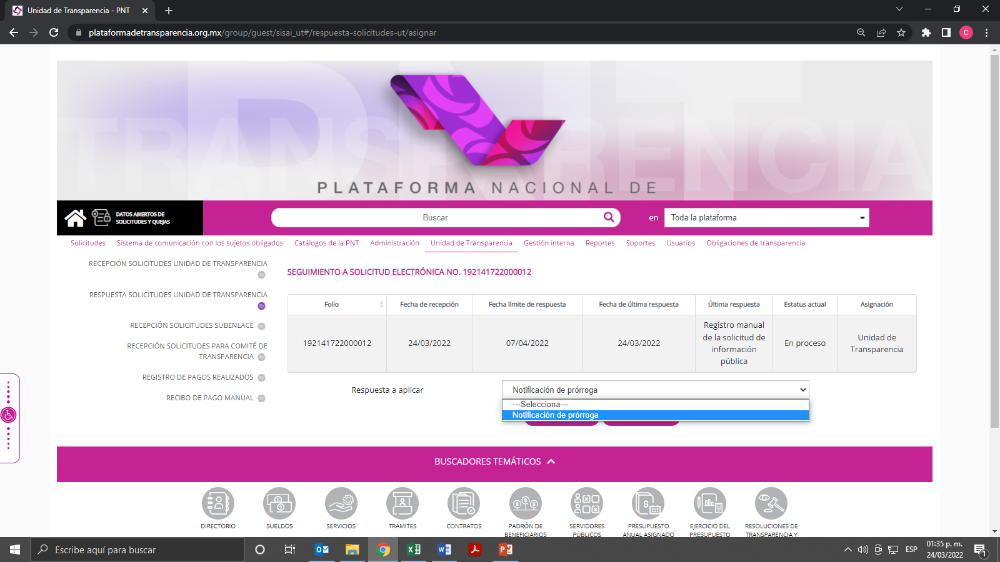 Unidad de Transparencia - PNT
plataformadetransparencia.org.mx/group/guest/sisai_ut#/respuesta-solicitudes-ut/asignar
C
TRANSPARENCIA
PLATAFORMA NACIONAL DE
DATOS ABIERTOS DE
SOLICITUDES Y QUEJAS
Buscar
en
Toda la plataforma
Solicitudes Sistema de comunicación con los sujetos obligados Catálogos de la PNT Administración Unidad de Transparencia Gestión interna Reportes Soportes Usuarios Obligaciones de transparencia
RECEPCIÓN SOLICITUDES UNIDAD DE TRANSPARENCIA
RESPUESTA SOLICITUDES UNIDAD DE TRANSPARENCIA
RECEPCIÓN SOLICITUDES SUBENLACE
RECEPCIÓN SOLICITUDES PARA COMITÉ DE
TRANSPARENCIA
REGISTRO DE PAGOS REALIZADOS
RECIBO DE PAGO MANUAL
SEGUIMIENTO A SOLICITUD ELECTRÓNICA NO. 192141722000012
Folio Fecha de recepción Fecha límite de respuesta Fecha de última respuesta Última respuesta Estatus actual Asignación
192141722000012 24/03/2022 07/04/2022 24/03/2022
Registro manual
de la solicitud de
información
pública
En proceso
Unidad de
Transparencia
Respuesta a aplicar
Notificación de prórroga
---Selecciona---
Notificación de prórroga
BUSCADORES TEMÁTICOS
DIRECTORIO
SUELDOS
SERVICIOS
TRÁMITES
CONTRATOS
PADRÓN DE
BENEFICIARIOS
SERVIDORES
PÚBLICOS
PRESUPUESTO
ANUAL ASIGNADO
EJERCICIO DEL
PRESUPUESTO
RESOLUCIONES DE
TRANSPARENCIA Y
Escribe aquí para buscar
ESP
01:35 p. m.
24/03/2022
1